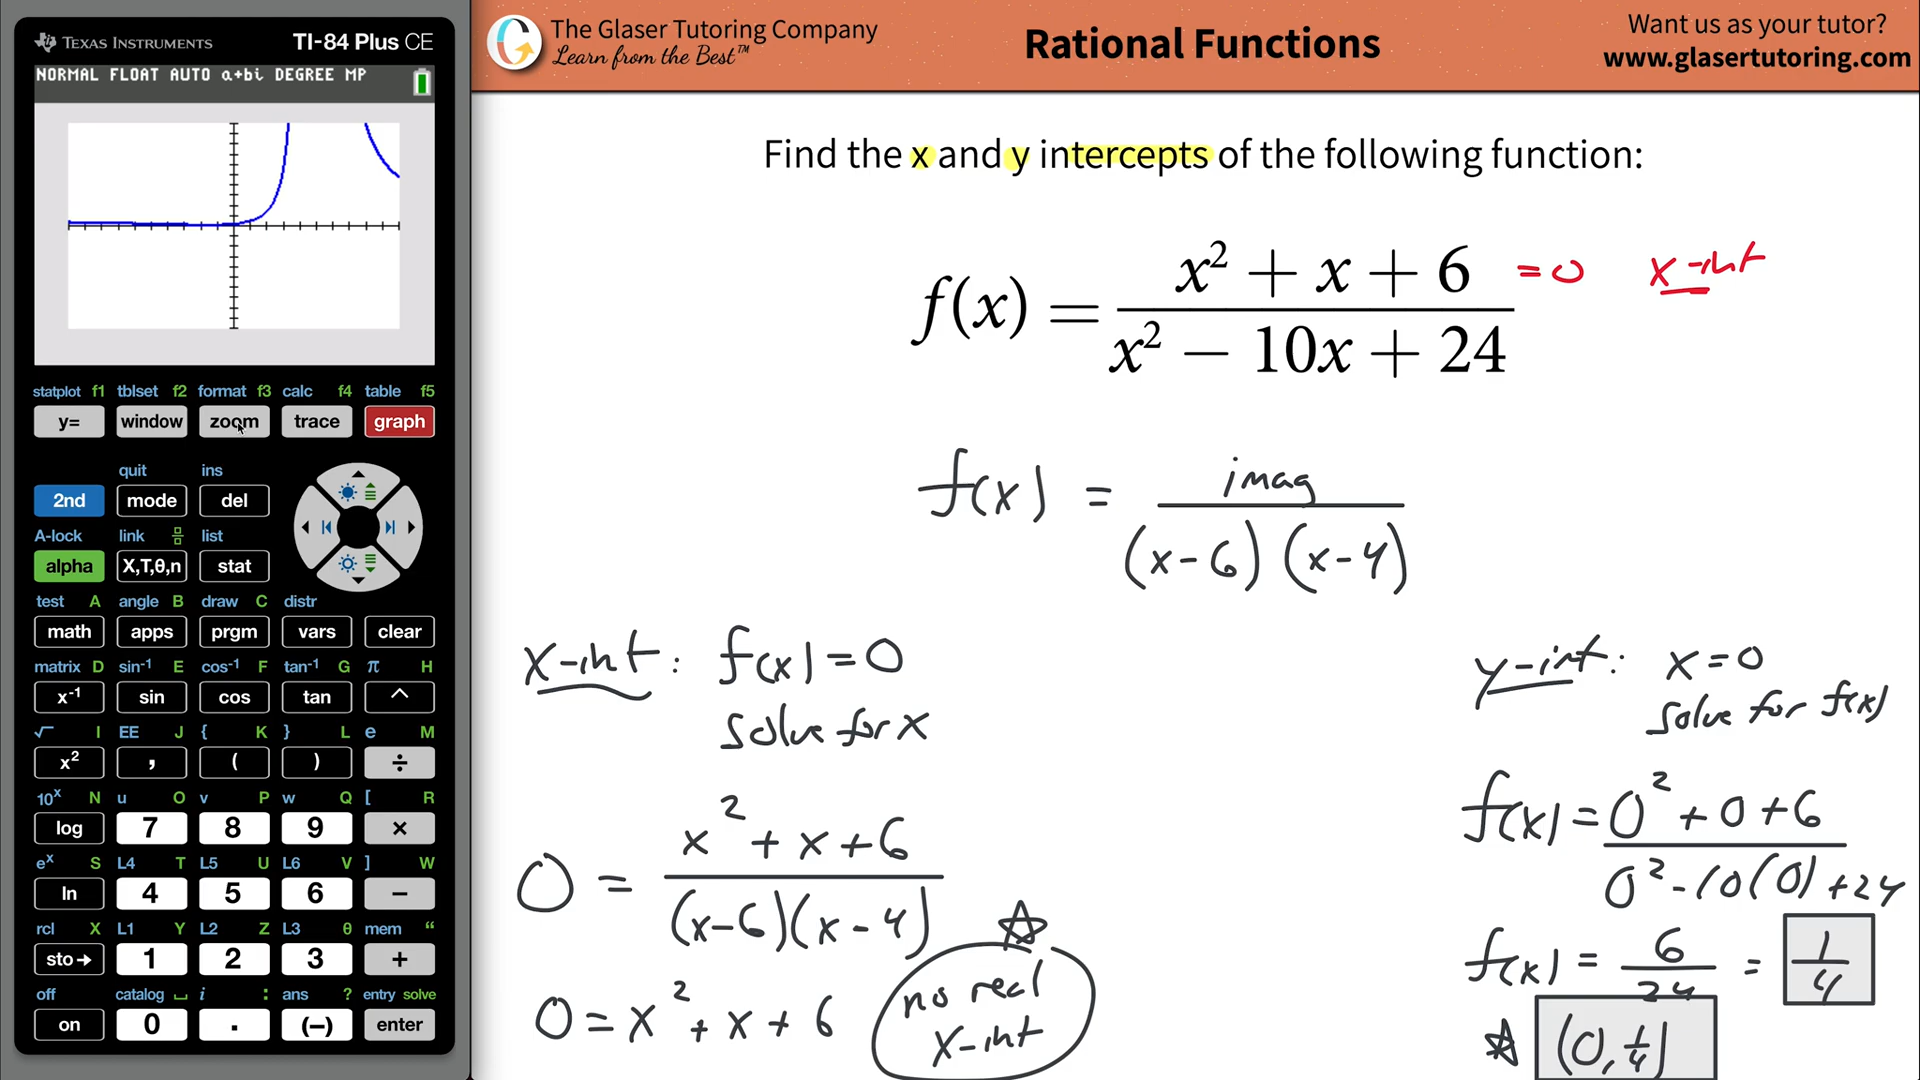 TEXAS INSTRUMENTS TI-84 Plus CE
NORMAL FLOAT AUTO a+bi DEGREE MP
statplot f1 tblset f2 format f3 calc f4 table f5
y= window zoom trace graph
quit ins
2nd mode del
A-lock link list
alpha X,T,θ,n stat
test A angle B draw C distr
math apps prgm vars clear
matrix D sin⁻¹ E cos⁻¹ F tan⁻¹ G π H
x⁻¹ sin cos tan ^
√ I EE J { K } L e M
x² , ( ) ÷
10ˣ N u O v P w Q [ R
log 7 8 9 ×
eˣ S L4 T L5 U L6 V ] W
ln 4 5 6 −
rcl X L1 Y L2 Z L3 θ mem "
sto→ 1 2 3 +
off catalog ⎵ i : ans ? entry solve
on 0 . (−) enter
The Glaser Tutoring Company
Learn from the Best™
Rational Functions
Want us as your tutor?
www.glasertutoring.com
Find the x and y intercepts of the following function:
f(x) = (x² + x + 6) / (x² − 10x + 24) = 0 x-int
f(x) = imag / (x-6)(x-4)
x-int: f(x)=0
solve for x
0 = (x² + x + 6) / (x-6)(x-4)
0 = x² + x + 6
no real
x-int
y-int: x=0
solve for f(x)
f(x) = (0² + 0 + 6) / (0² - 10(0) + 24)
f(x) = 6/24 = 1/4
(0, 1/4)